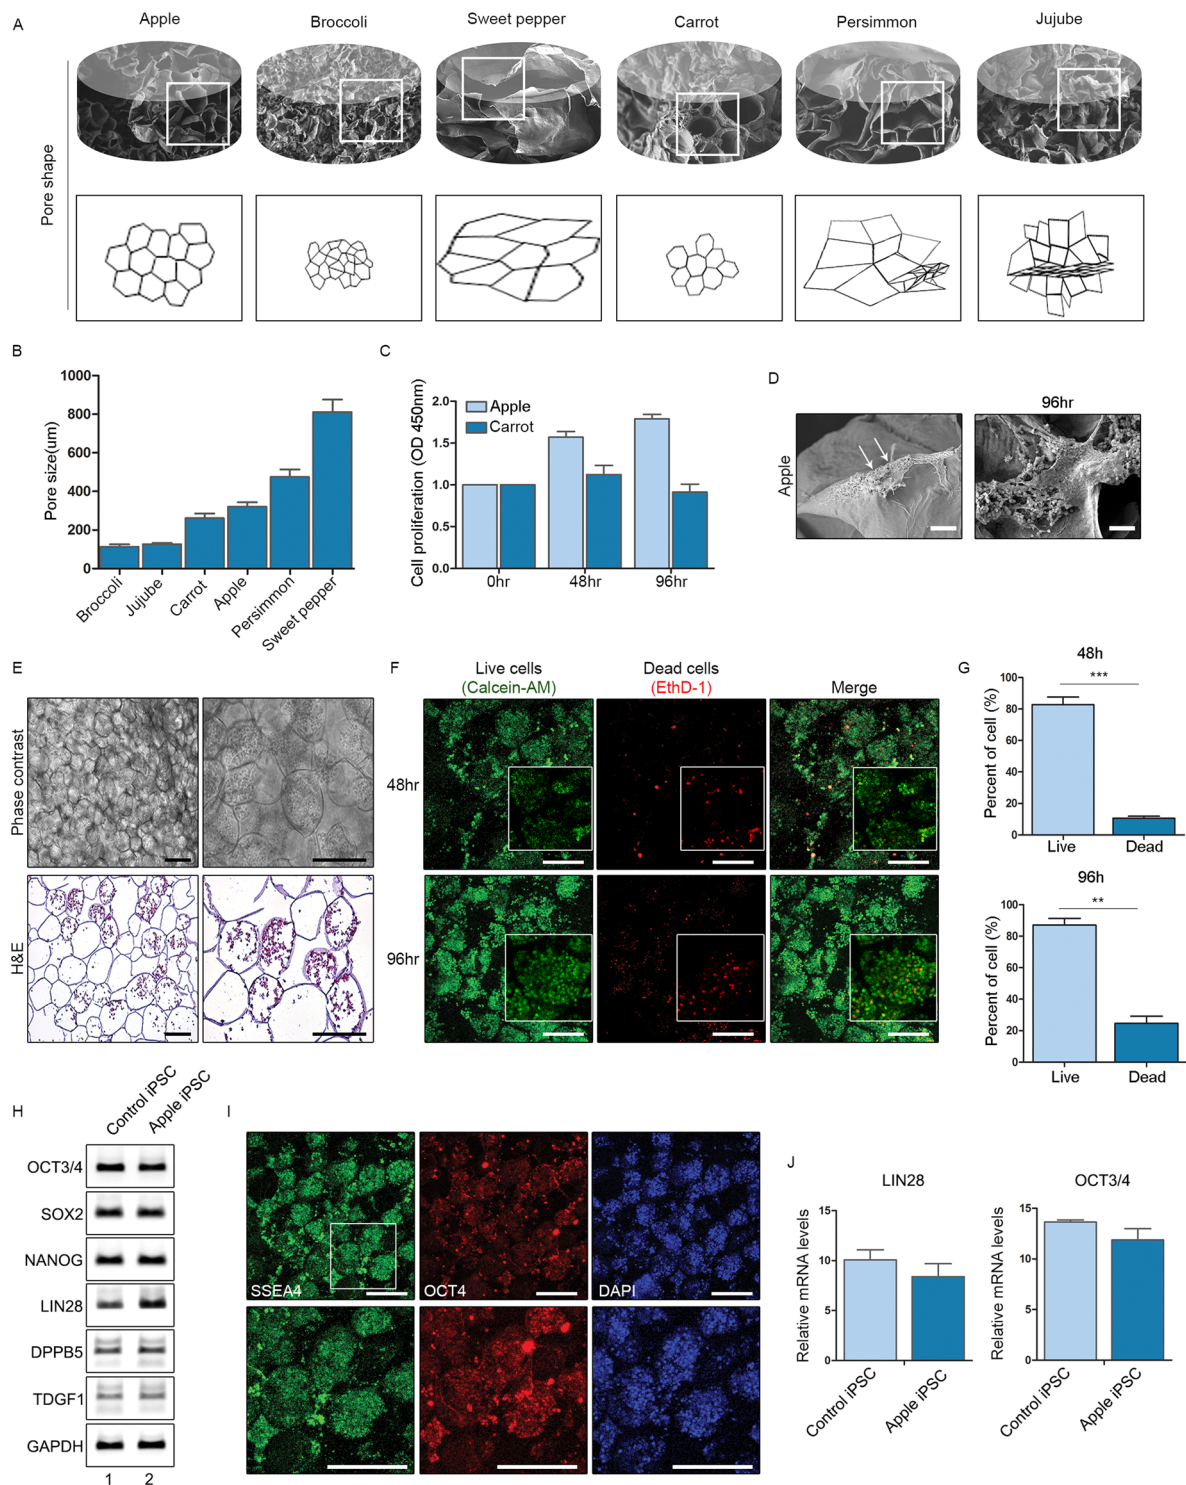 A
Apple
Broccoli
Sweet pepper
Carrot
Persimmon
Jujube
Pore shape
B
Pore size(um)
1000
800
600
400
200
0
Broccoli
Jujube
Carrot
Apple
Persimmon
Sweet pepper
C
Cell proliferation (OD 450nm)
2.0
1.5
1.0
0.5
0.0
Apple
Carrot
0hr
48hr
96hr
D
96hr
Apple
E
Phase contrast
H&E
F
Live cells
(Calcein-AM)
Dead cells
(EthD-1)
Merge
48hr
96hr
G
48h
***
Percent of cell (%)
100
80
60
40
20
0
Live
Dead
96h
**
Percent of cell (%)
100
80
60
40
20
0
Live
Dead
H
Control iPSC
Apple iPSC
OCT3/4
SOX2
NANOG
LIN28
DPPB5
TDGF1
GAPDH
1
2
I
SSEA4
OCT4
DAPI
J
LIN28
Relative mRNA levels
15
10
5
0
Control iPSC
Apple iPSC
OCT3/4
Relative mRNA levels
15
10
5
0
Control iPSC
Apple iPSC